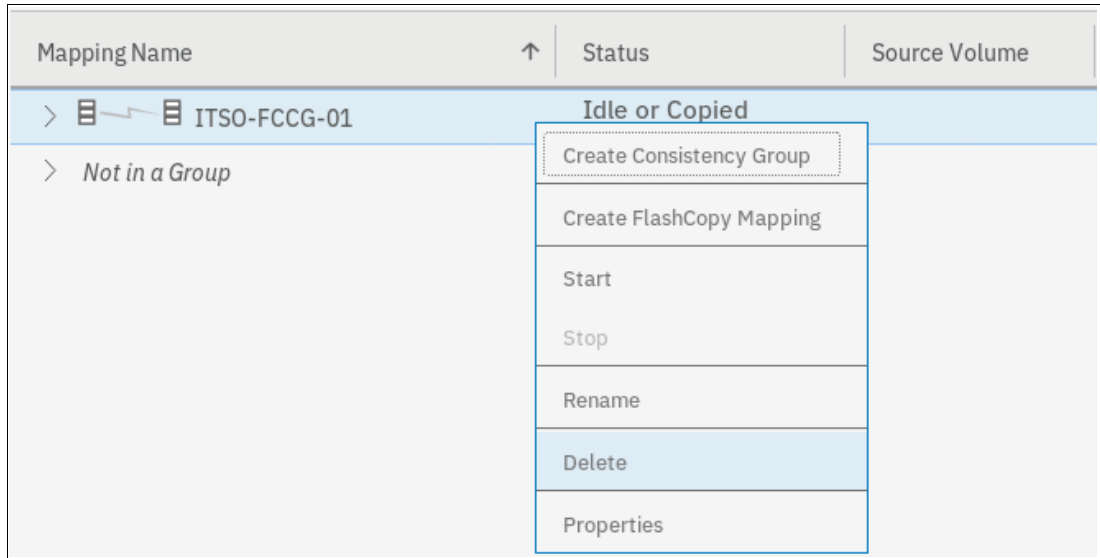 Mapping Name
Status
Source Volume
ITSO-FCCG-01
Idle or Copied
Not in a Group
Create Consistency Group
Create FlashCopy Mapping
Start
Stop
Rename
Delete
Properties